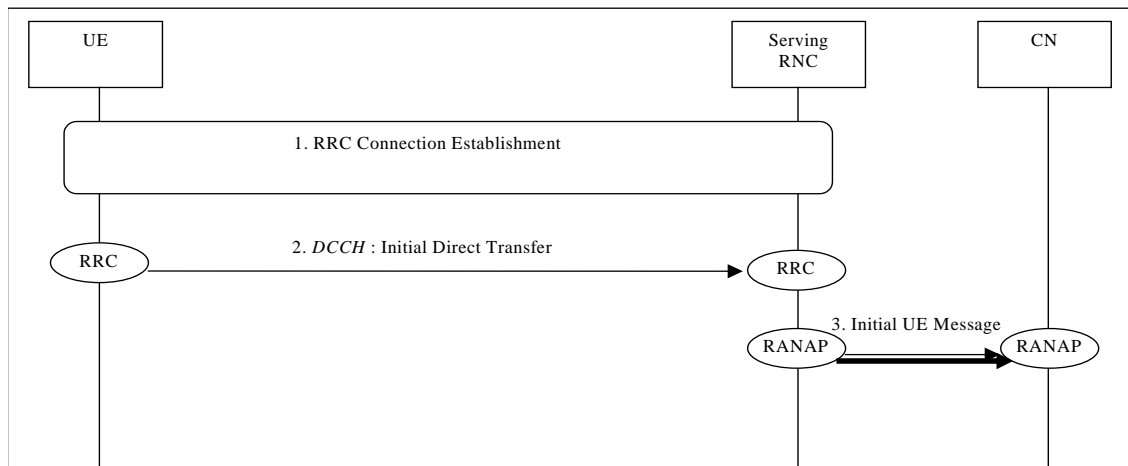 UE
Serving
RNC
CN
1. RRC Connection Establishment
2. DCCH : Initial Direct Transfer
RRC
RRC
3. Initial UE Message
RANAP
RANAP